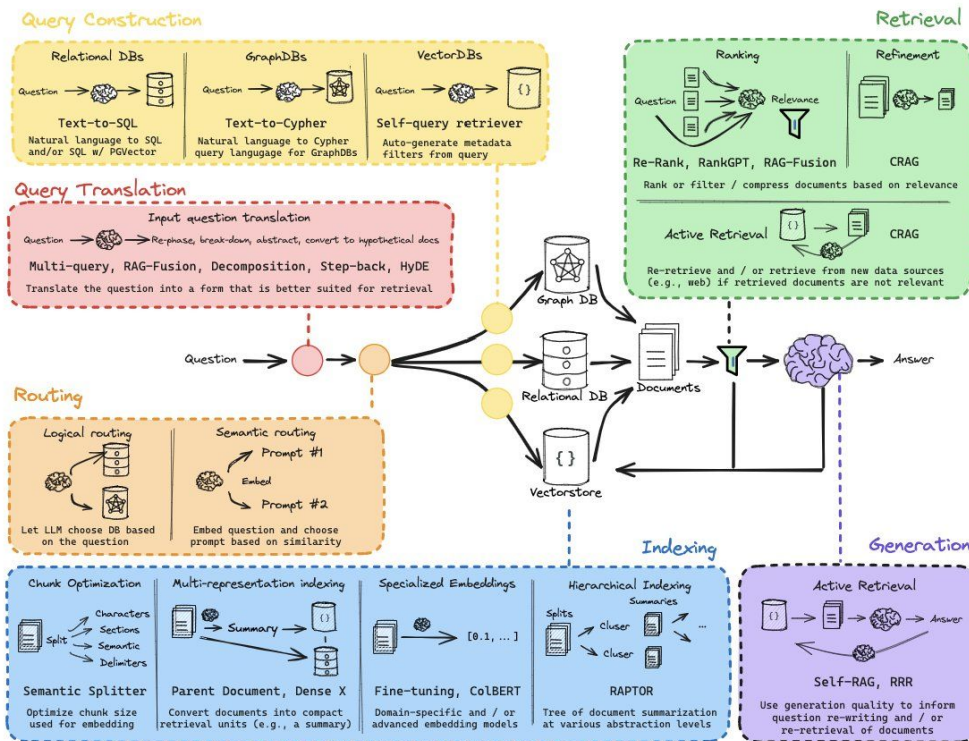 Query Construction
Relational DBs
Question
Text-to-SQL
Natural language to SQL
and/or SQL w/ PGVector
GraphDBs
Question
Text-to-Cypher
Natural language to Cypher
query langugage for GraphDBs
VectorDBs
Question
{ }
Self-query retriever
Auto-generate metadata
filters from query
Retrieval
Ranking
Question
Relevance
Re-Rank, RankGPT, RAG-Fusion
Rank or filter / compress documents based on relevance
Refinement
CRAG
Active Retrieval
{ }
CRAG
Re-retrieve and / or retrieve from new data sources
(e.g., web) if retrieved documents are not relevant
Query Translation
Input question translation
Question
Re-phase, break-down, abstract, convert to hypothetical docs
Multi-query, RAG-Fusion, Decomposition, Step-back, HyDE
Translate the question into a form that is better suited for retrieval
Question
Graph DB
Relational DB
{ }
Vectorstore
Documents
Answer
Routing
Logical routing
Let LLM choose DB based
on the question
Semantic routing
Prompt #1
Embed
Prompt #2
Embed question and choose
prompt based on similarity
Indexing
Chunk Optimization
Split
Characters
Sections
Semantic
Delimiters
Semantic Splitter
Optimize chunk size
used for embedding
Multi-representation indexing
Summary
{ }
Parent Document, Dense X
Convert documents into compact
retrieval units (e.g., a summary)
Specialized Embeddings
[0.1, ...]
Fine-tuning, ColBERT
Domain-specific and / or
advanced embedding models
Hierarchical Indexing
Splits
Summaries
Cluser
Cluser
...
RAPTOR
Tree of document summarization
at various abstraction levels
Generation
Active Retrieval
{ }
Answer
Self-RAG, RRR
Use generation quality to inform
question re-writing and / or
re-retrieval of documents